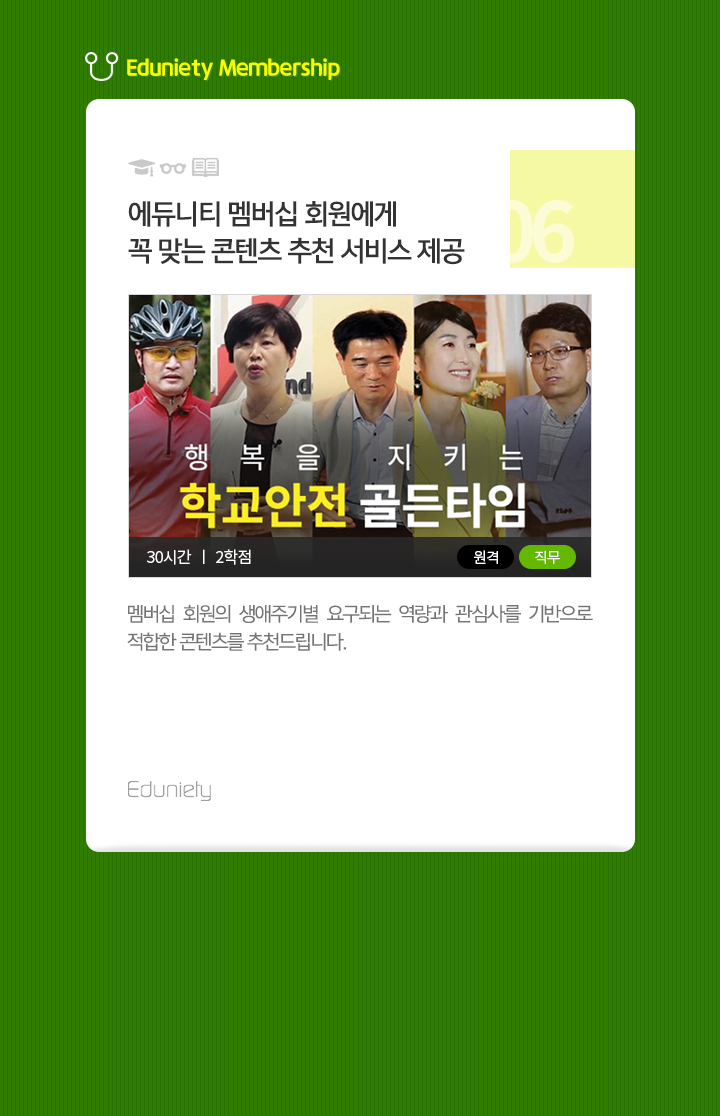 Eduniety Membership
06
에듀니티 멤버십 회원에게
꼭 맞는 콘텐츠 추천 서비스 제공
nd
행복을 지키는
학교안전 골든타임
30시간 | 2학점
원격
직무
멤버십 회원의 생애주기별 요구되는 역량과 관심사를 기반으로
적합한 콘텐츠를 추천드립니다.
Eduniety